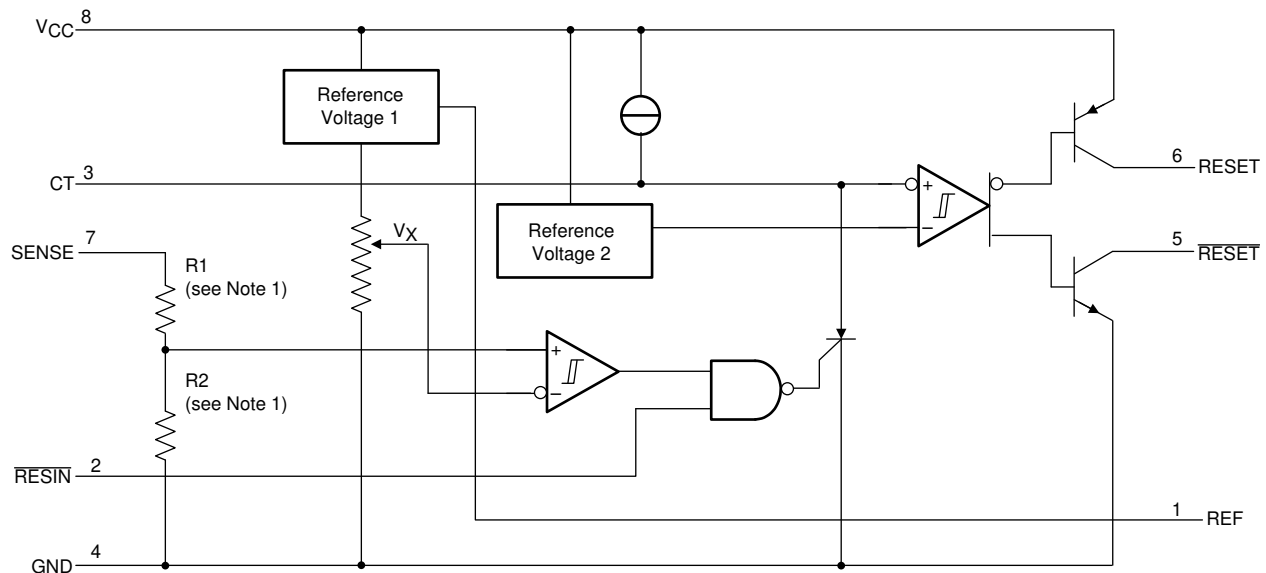 VCC 8
Reference
Voltage 1
CT 3
6 RESET
+
−
Reference
Voltage 2
VX
SENSE 7
5 RESET
R1
(see Note 1)
+
−
R2
(see Note 1)
RESIN 2
1 REF
GND 4